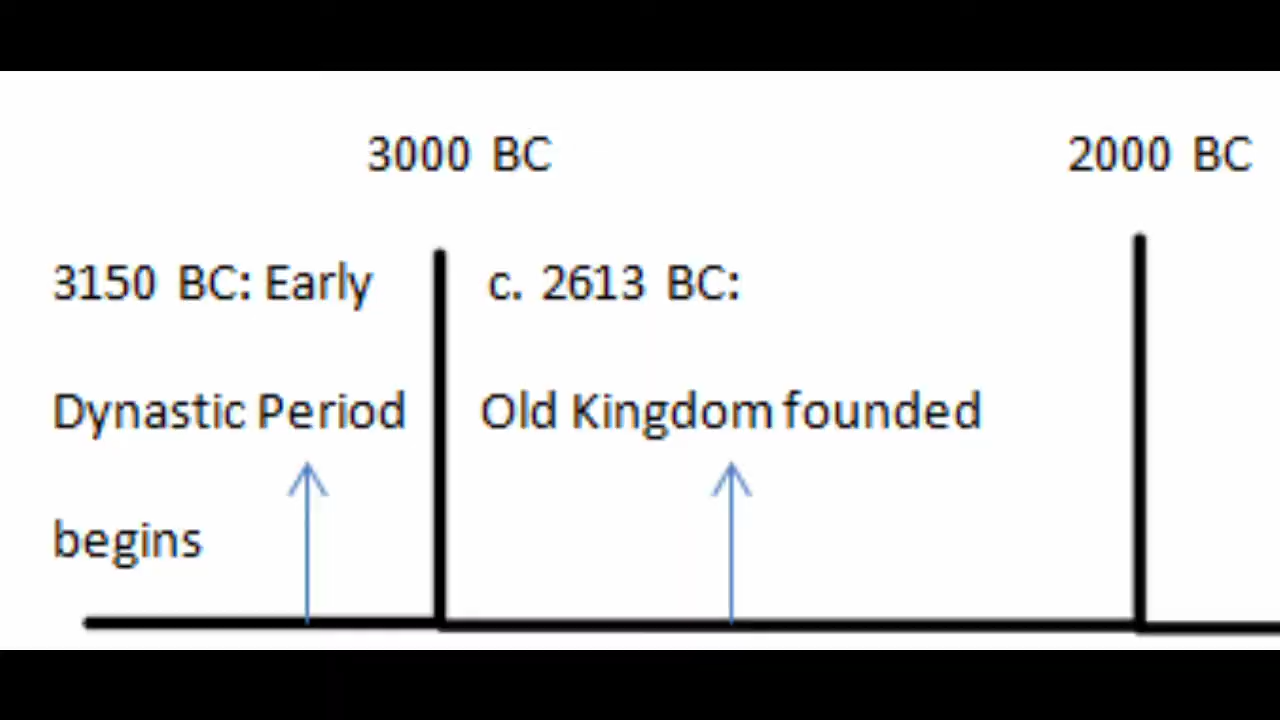 3000 BC
2000 BC
3150 BC: Early
Dynastic Period
begins
c. 2613 BC:
Old Kingdom founded